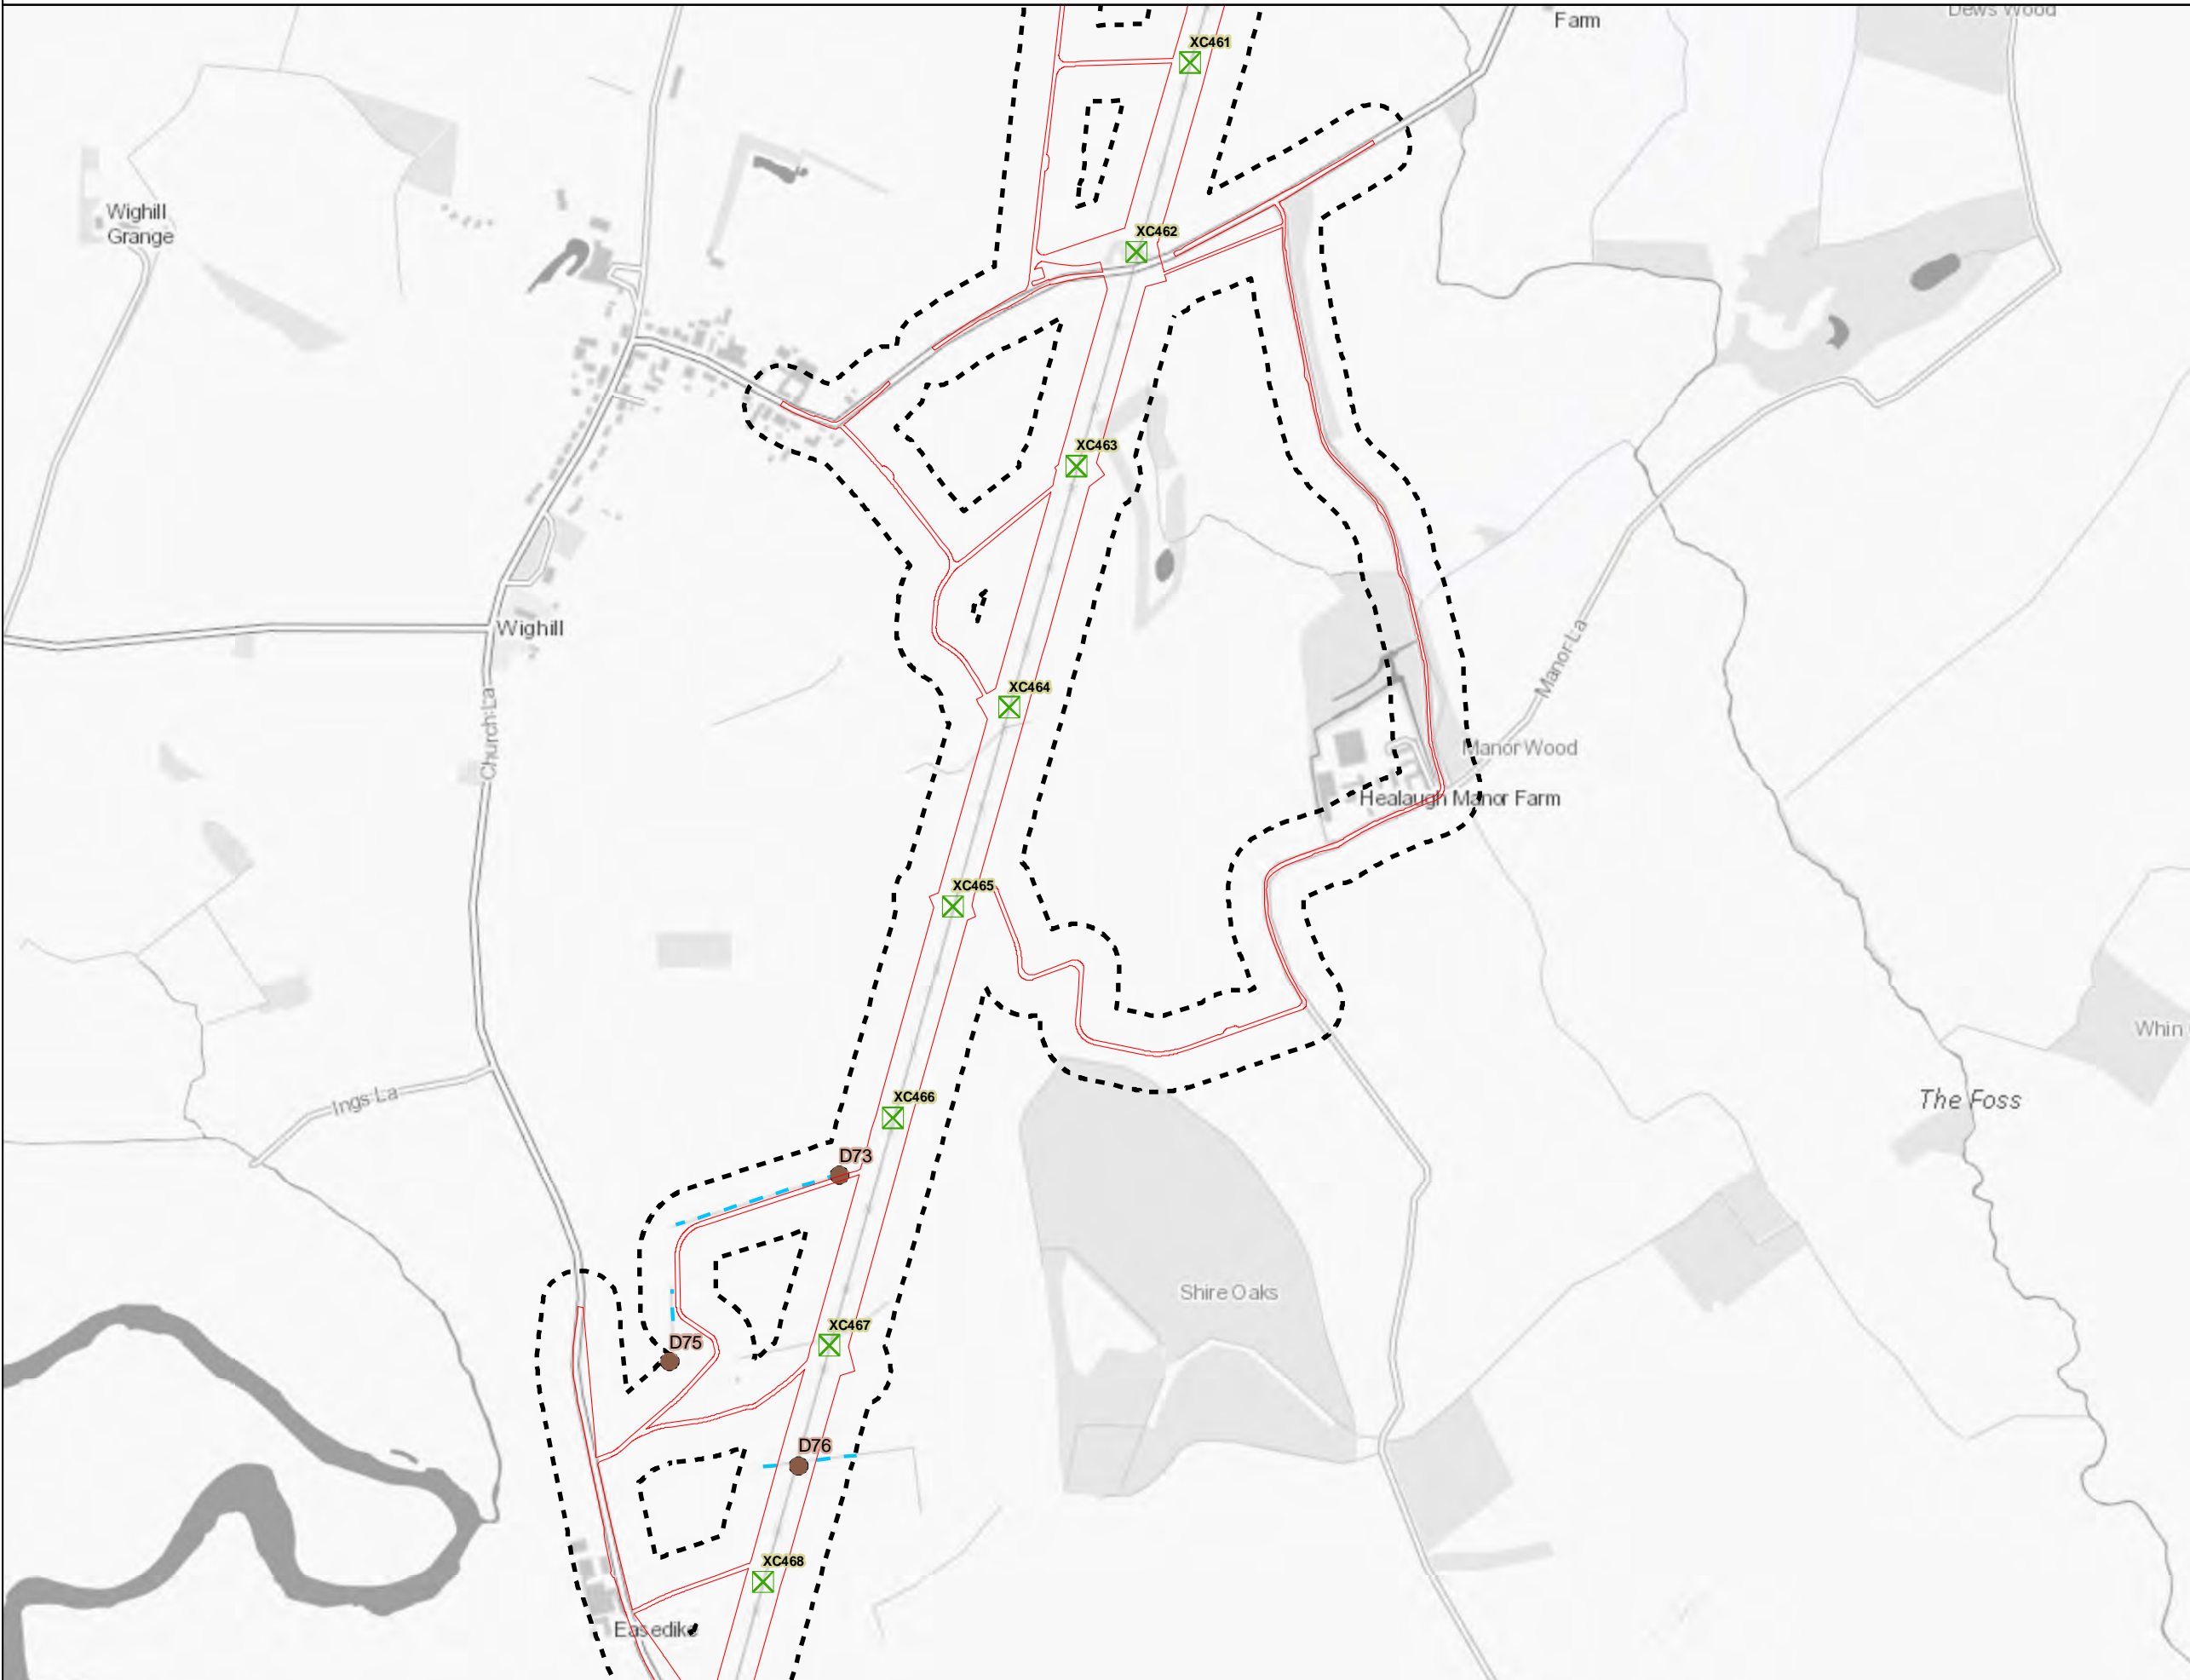 Farm
Dews Wood
XC461
Wighill
Grange
XC462
XC463
Wighill
Manor La
XC464
Church La
Manor Wood
Healaugh Manor Farm
XC465
Whin
XC466
Ings La
The Foss
D73
Shire Oaks
XC467
D75
D76
XC468
Easedike